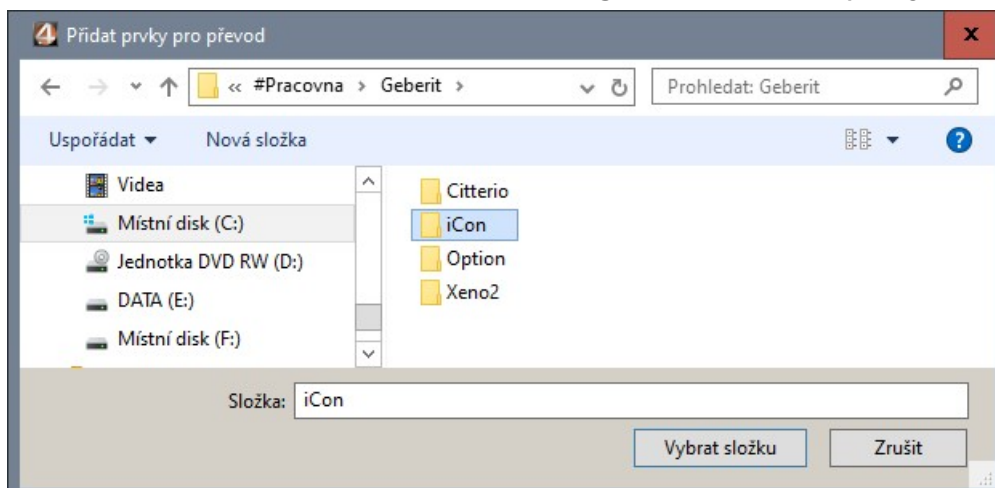 Přidat prvky pro převod
« #Pracovna > Geberit >
Prohledat: Geberit
Uspořádat
Nová složka
Videa
Místní disk (C:)
Jednotka DVD RW (D:)
DATA (E:)
Místní disk (F:)
Citterio
iCon
Option
Xeno2
Složka: iCon
Vybrat složku
Zrušit